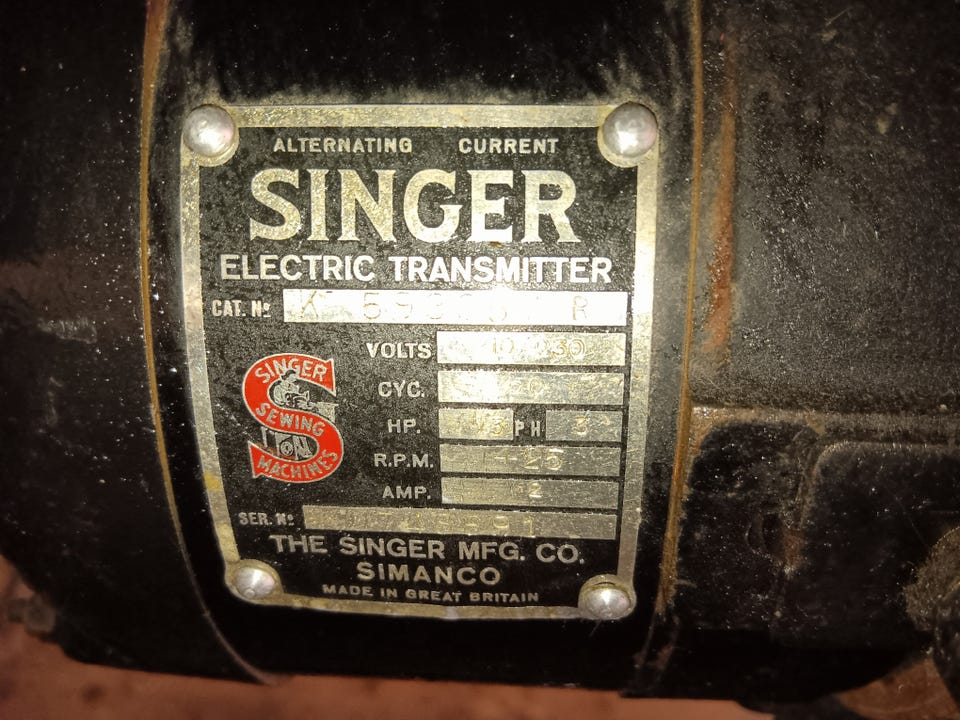 ALTERNATING CURRENT
SINGER
ELECTRIC TRANSMITTER
CAT. Nº
VOLTS
CYC.
HP. PH 3
R.P.M.
AMP.
SER. Nº
SINGER
SEWING
MACHINES
THE SINGER MFG. CO.
SIMANCO
MADE IN GREAT BRITAIN